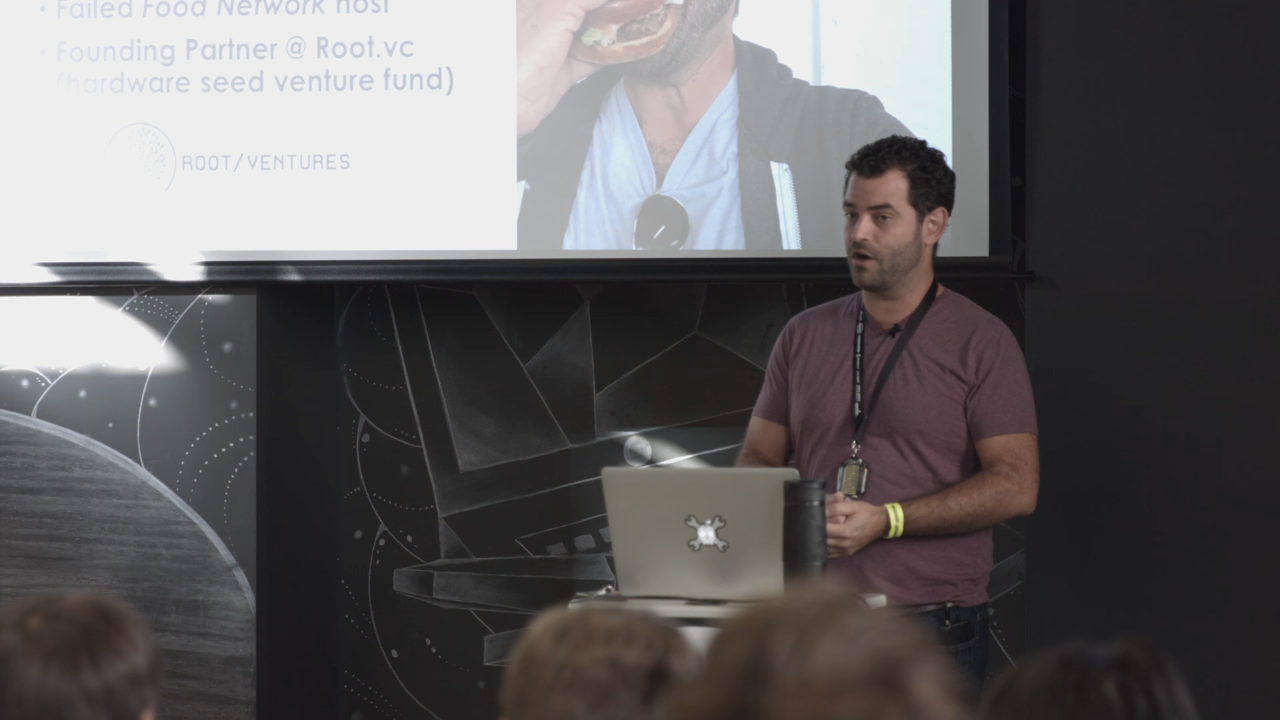 • Failed Food Network host
• Founding Partner @ Root.vc
(hardware seed venture fund)
ROOT/VENTURES